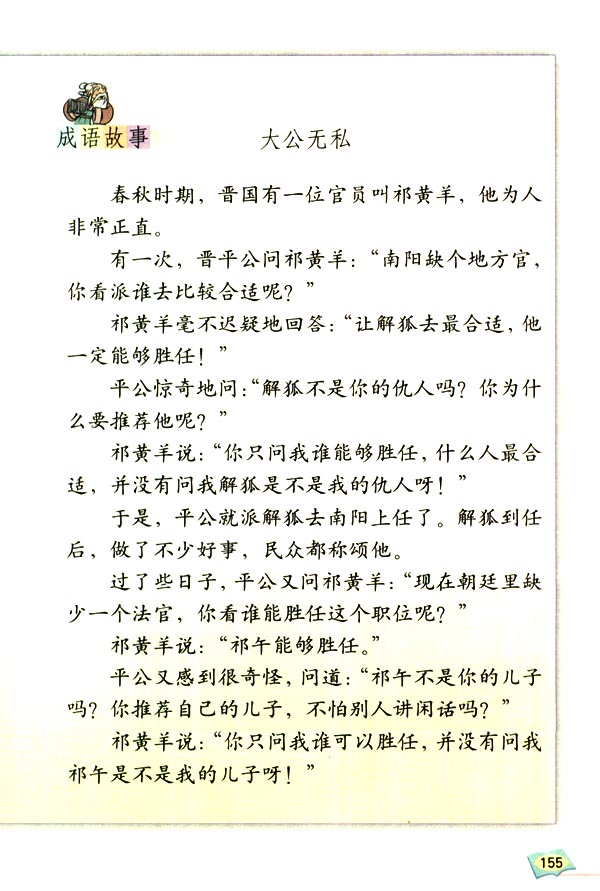 成语故事
大公无私
春秋时期，晋国有一位官员叫祁黄羊，他为人
非常正直。
有一次，晋平公问祁黄羊：“南阳缺个地方官，
你看派谁去比较合适呢？”
祁黄羊毫不迟疑地回答：“让解狐去最合适，他
一定能够胜任！”
平公惊奇地问：“解狐不是你的仇人吗？你为什
么要推荐他呢？”
祁黄羊说：“你只问我谁能够胜任，什么人最合
适，并没有问我解狐是不是我的仇人呀！”
于是，平公就派解狐去南阳上任了。解狐到任
后，做了不少好事，民众都称颂他。
过了些日子，平公又问祁黄羊：“现在朝廷里缺
少一个法官，你看谁能胜任这个职位呢？”
祁黄羊说：“祁午能够胜任。”
平公又感到很奇怪，问道：“祁午不是你的儿子
吗？你推荐自己的儿子，不怕别人讲闲话吗？”
祁黄羊说：“你只问我谁可以胜任，并没有问我
祁午是不是我的儿子呀！”
155